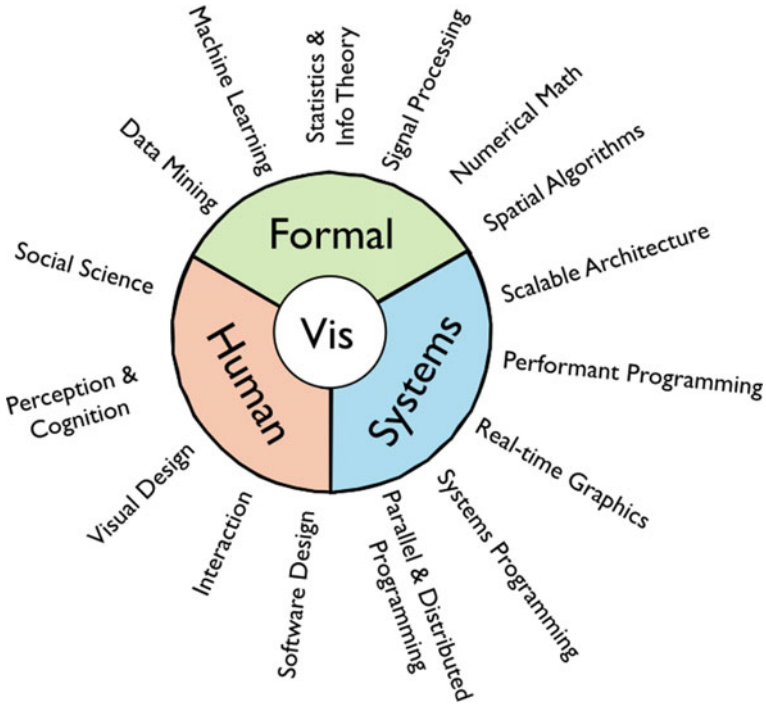 Machine Learning
Statistics &
Info Theory
Signal Processing
Numerical Math
Data Mining
Spatial Algorithms
Formal
Social Science
Scalable Architecture
Vis
Human
Systems
Performant Programming
Perception &
Cognition
Real-time Graphics
Visual Design
Systems Programming
Interaction
Software Design
Parallel & Distributed
Programming